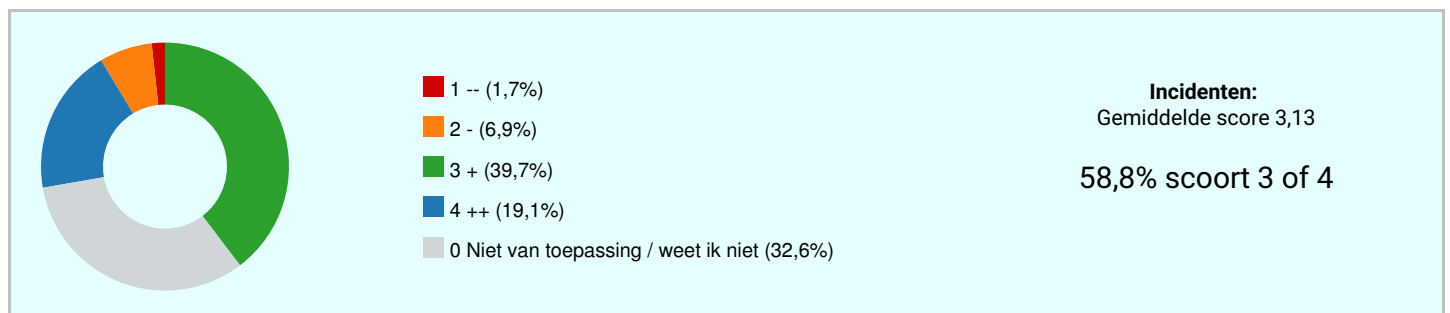 1 -- (1,7%)
2 - (6,9%)
3 + (39,7%)
4 ++ (19,1%)
0 Niet van toepassing / weet ik niet (32,6%)
Incidenten:
Gemiddelde score 3,13
58,8% scoort 3 of 4